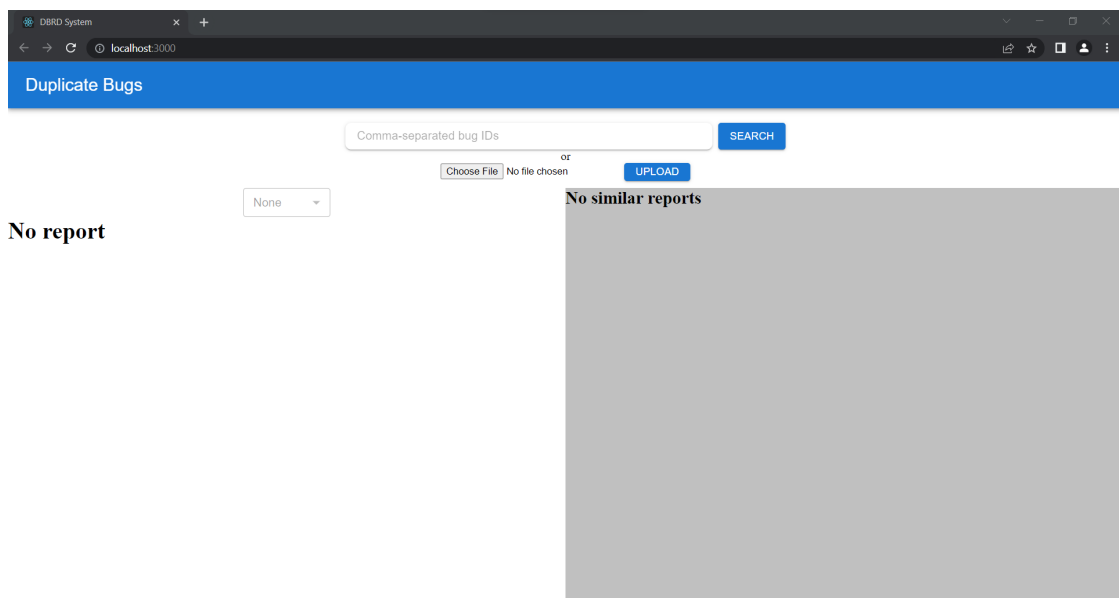 DBRD System
localhost:3000
Duplicate Bugs
Comma-separated bug IDs
SEARCH
or
Choose File No file chosen
UPLOAD
None
No report
No similar reports